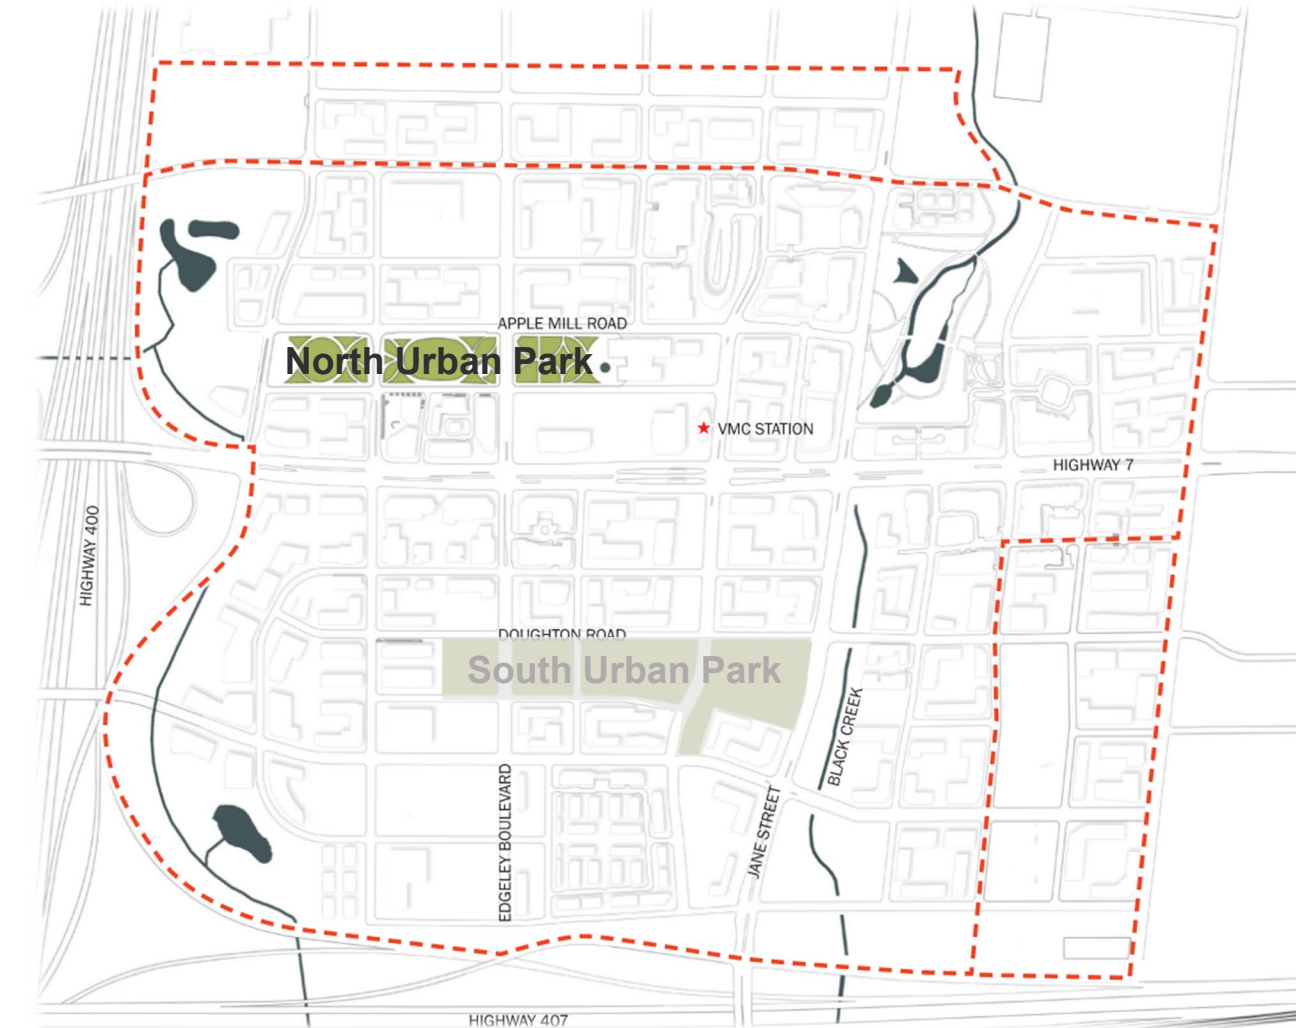 APPLE MILL ROAD
North Urban Park
VMC STATION
HIGHWAY 7
HIGHWAY 400
DOUGHTON ROAD
South Urban Park
BLACK CREEK
EDGELEY BOULEVARD
JANE STREET
HIGHWAY 407